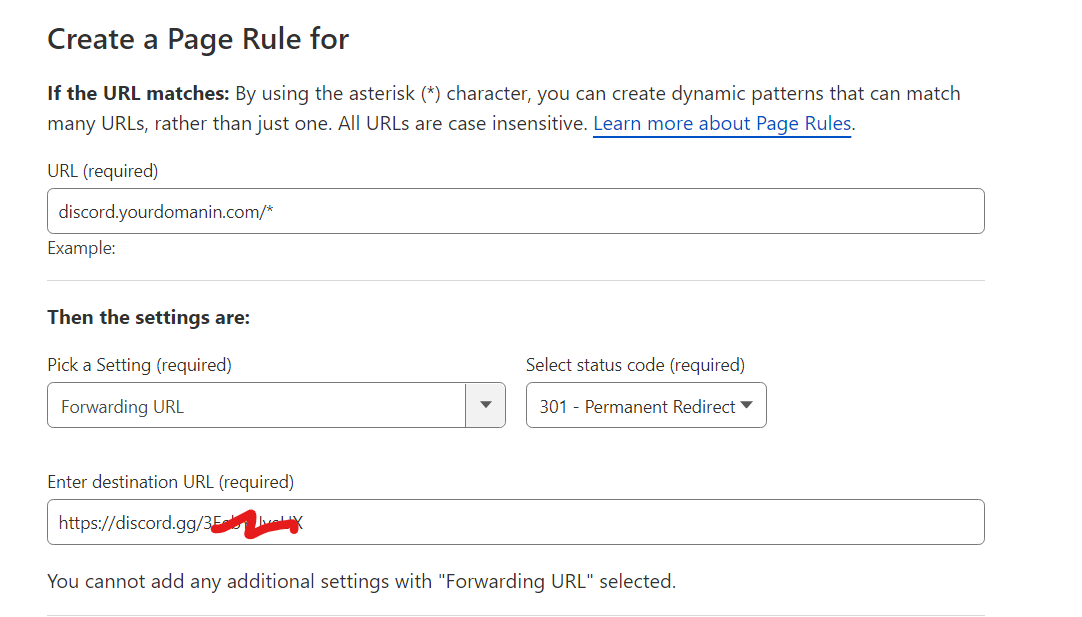 Create a Page Rule for
If the URL matches: By using the asterisk (*) character, you can create dynamic patterns that can match
many URLs, rather than just one. All URLs are case insensitive. Learn more about Page Rules.
URL (required)
discord.yourdomanin.com/*
Example:
Then the settings are:
Pick a Setting (required)
Select status code (required)
Forwarding URL
301 - Permanent Redirect
Enter destination URL (required)
https://discord.gg/
You cannot add any additional settings with "Forwarding URL" selected.